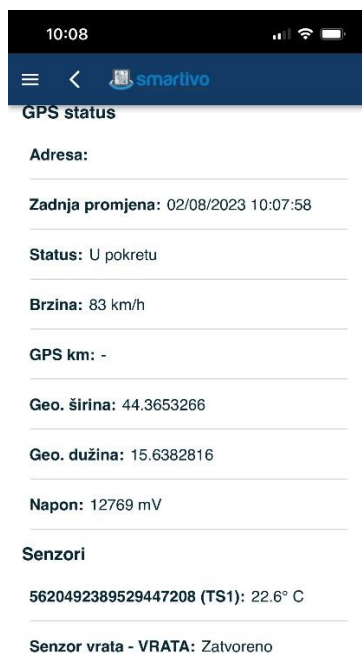 10:08
smartivo
GPS status
Adresa:
Zadnja promjena: 02/08/2023 10:07:58
Status: U pokretu
Brzina: 83 km/h
GPS km: -
Geo. širina: 44.3653266
Geo. dužina: 15.6382816
Napon: 12769 mV
Senzori
5620492389529447208 (TS1): 22.6° C
Senzor vrata - VRATA: Zatvoreno